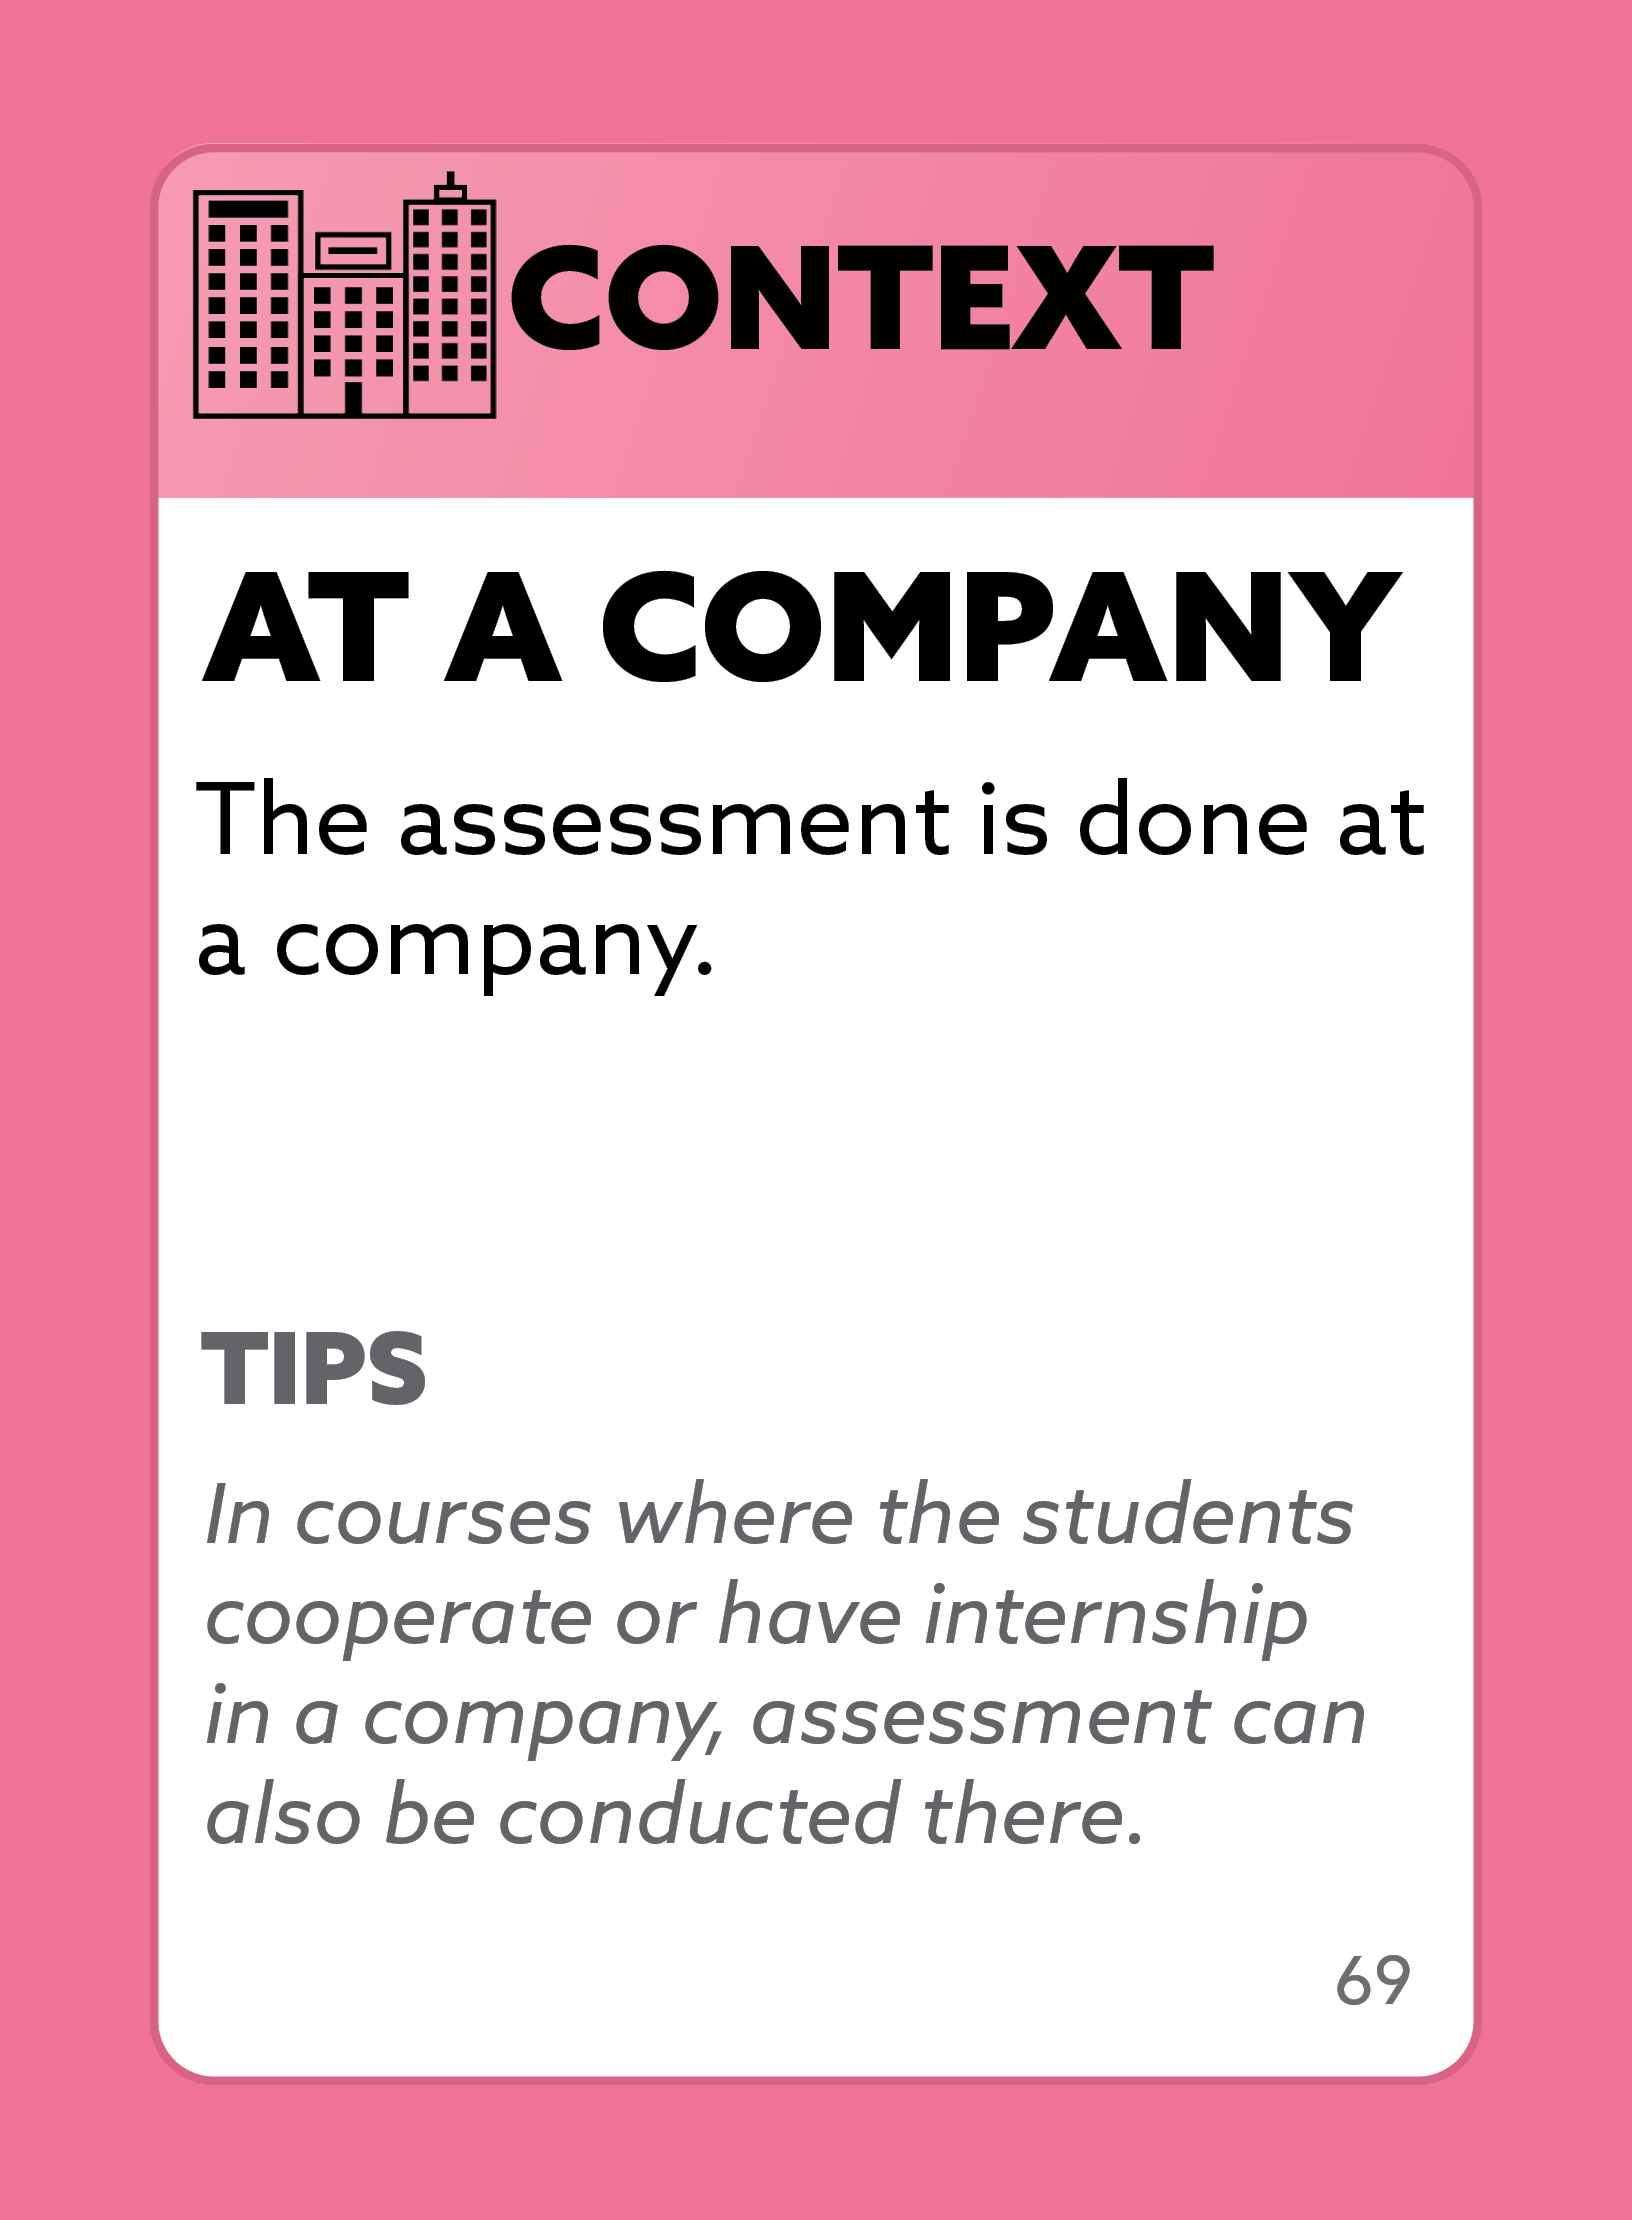 CONTEXT
AT A COMPANY
The assessment is done at
a company.
TIPS
In courses where the students
cooperate or have internship
in a company, assessment can
also be conducted there.
69